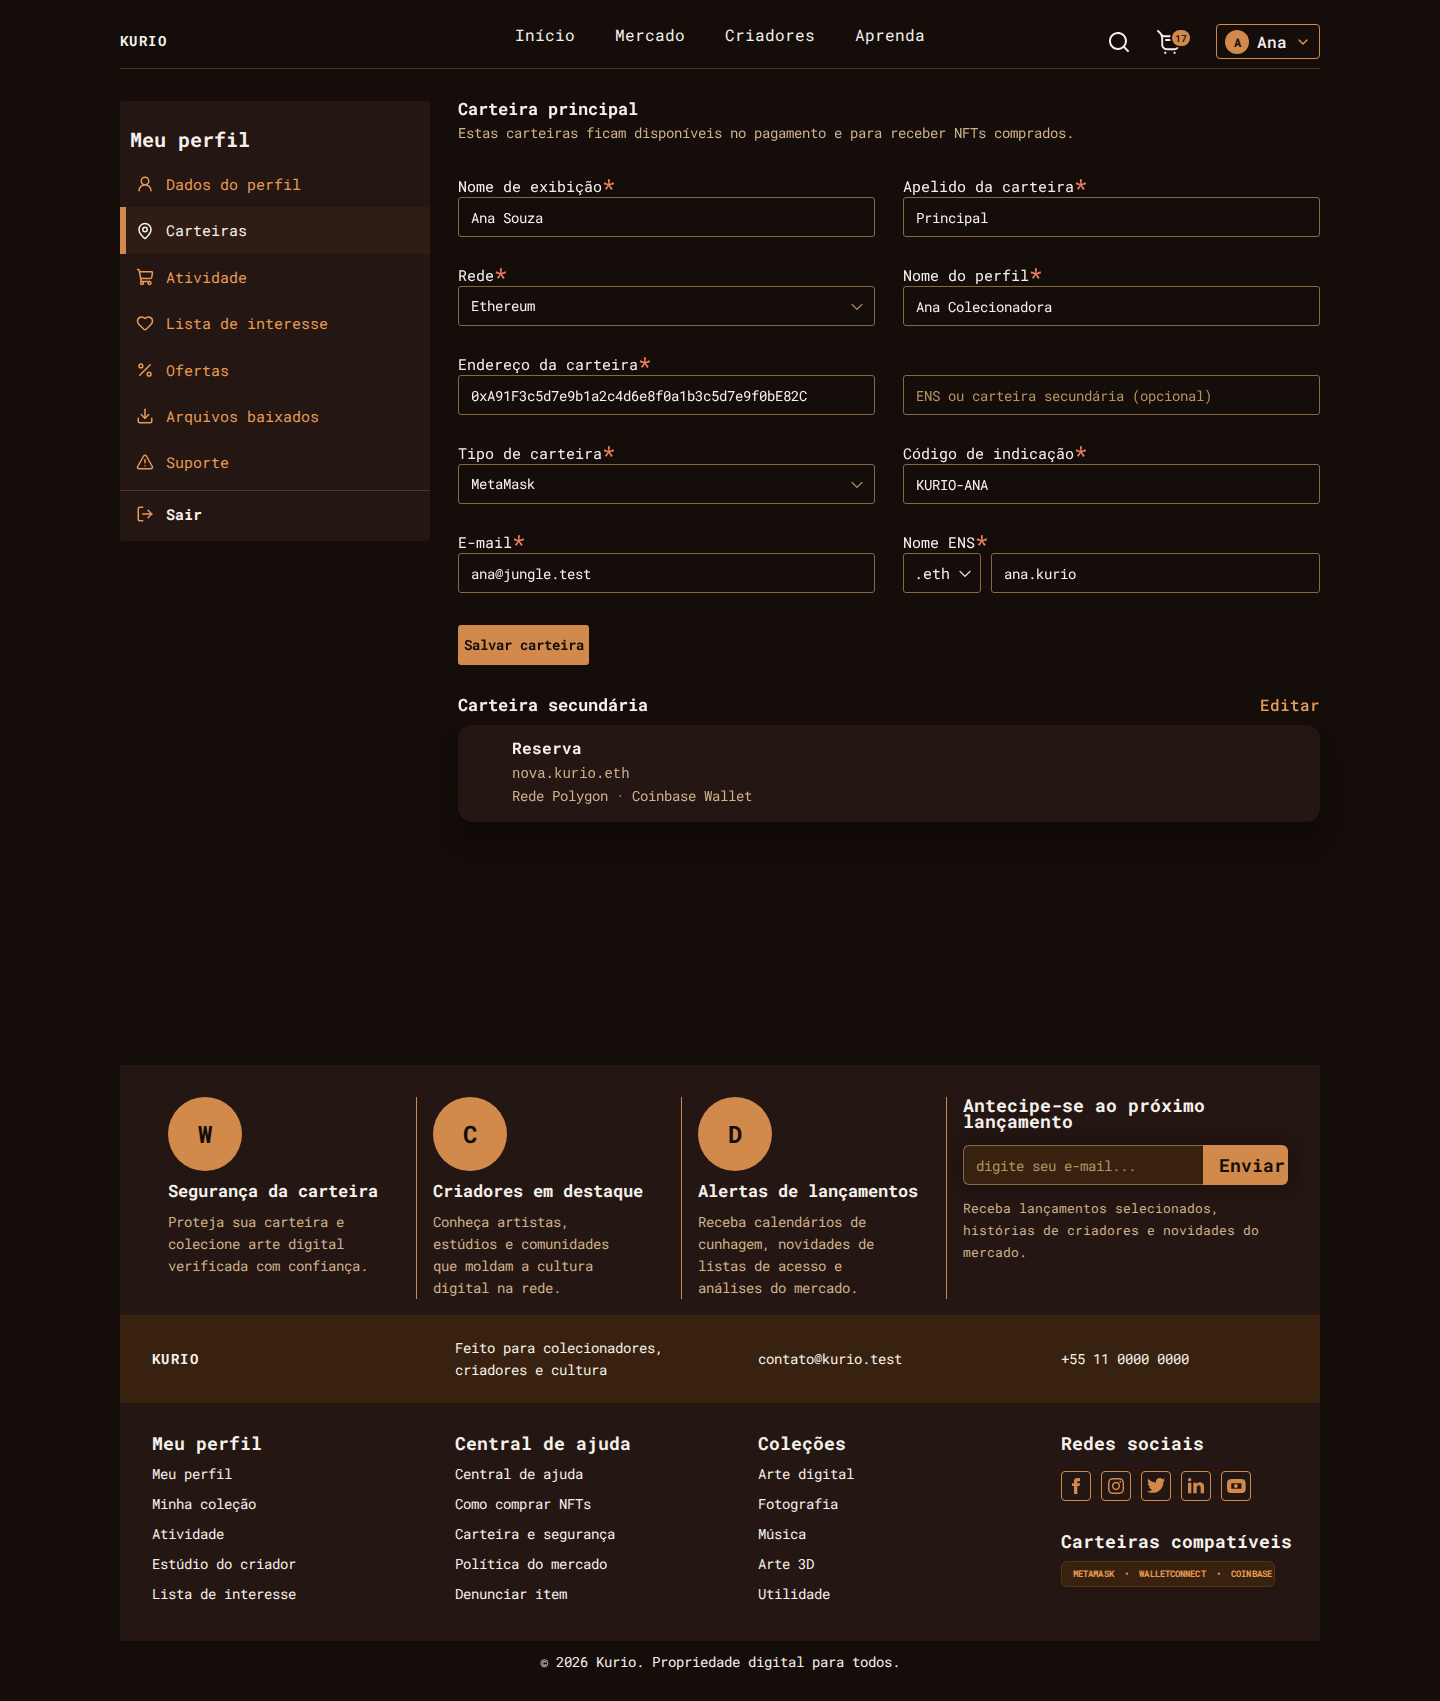 KURIO
Início
Mercado
Criadores
Aprenda
17
A
Ana
Meu perfil
Dados do perfil
Carteiras
Atividade
Lista de interesse
Ofertas
Arquivos baixados
Suporte
Sair
Carteira principal
Estas carteiras ficam disponíveis no pagamento e para receber NFTs comprados.
Nome de exibição*
Ana Souza
Apelido da carteira*
Principal
Rede*
Ethereum
Nome do perfil*
Ana Colecionadora
Endereço da carteira*
0xA91F3c5d7e9b1a2c4d6e8f0a1b3c5d7e9f0bE82C
ENS ou carteira secundária (opcional)
Tipo de carteira*
MetaMask
Código de indicação*
KURIO-ANA
E-mail*
ana@jungle.test
Nome ENS*
.eth
ana.kurio
Salvar carteira
Carteira secundária
Editar
Reserva
nova.kurio.eth
Rede Polygon · Coinbase Wallet
W
Segurança da carteira
Proteja sua carteira e
colecione arte digital
verificada com confiança.
C
Criadores em destaque
Conheça artistas,
estúdios e comunidades
que moldam a cultura
digital na rede.
D
Alertas de lançamentos
Receba calendários de
cunhagem, novidades de
listas de acesso e
análises do mercado.
Antecipe-se ao próximo
lançamento
digite seu e-mail...
Enviar
Receba lançamentos selecionados,
histórias de criadores e novidades do
mercado.
KURIO
Feito para colecionadores,
criadores e cultura
contato@kurio.test
+55 11 0000 0000
Meu perfil
Meu perfil
Minha coleção
Atividade
Estúdio do criador
Lista de interesse
Central de ajuda
Central de ajuda
Como comprar NFTs
Carteira e segurança
Política do mercado
Denunciar item
Coleções
Arte digital
Fotografia
Música
Arte 3D
Utilidade
Redes sociais
Carteiras compatíveis
METAMASK · WALLETCONNECT · COINBASE
© 2026 Kurio. Propriedade digital para todos.